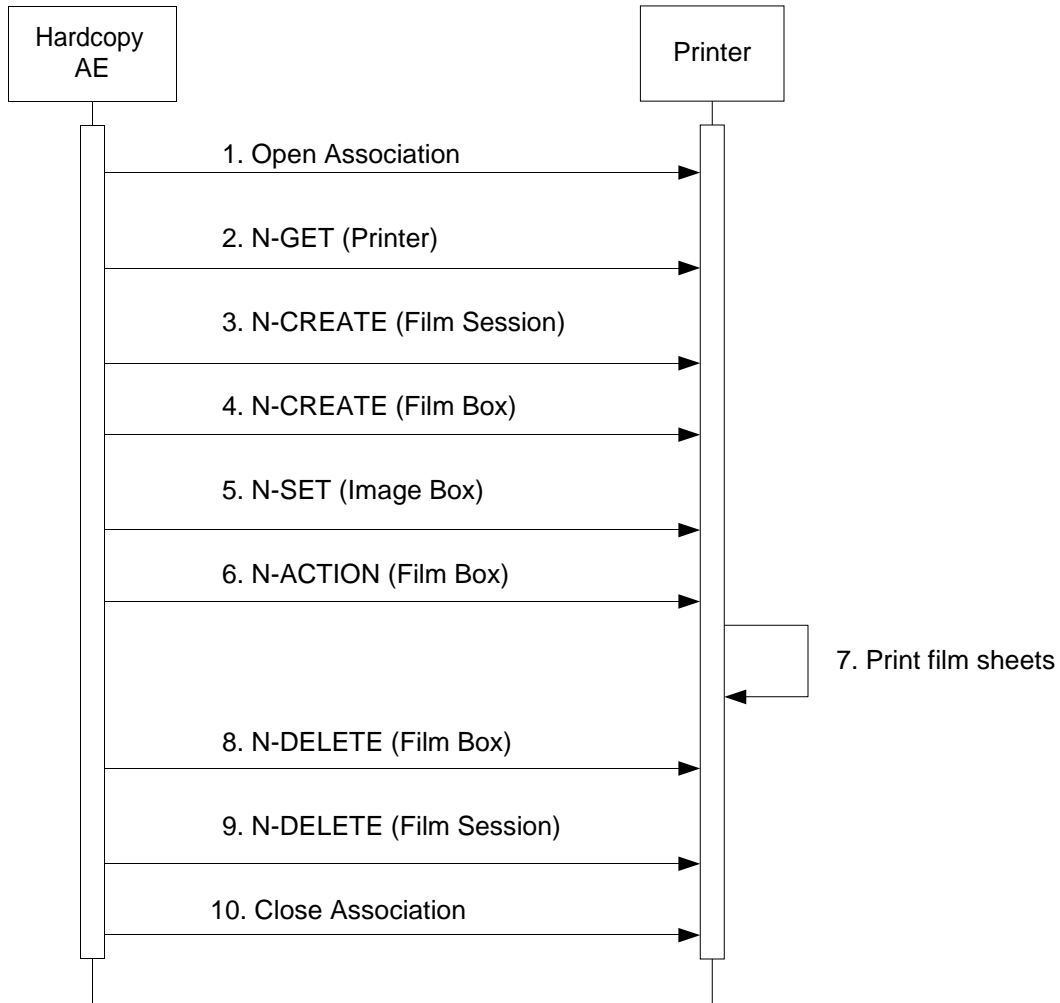 Hardcopy
AE
Printer
1. Open Association
2. N-GET (Printer)
3. N-CREATE (Film Session)
4. N-CREATE (Film Box)
5. N-SET (Image Box)
6. N-ACTION (Film Box)
7. Print film sheets
8. N-DELETE (Film Box)
9. N-DELETE (Film Session)
10. Close Association